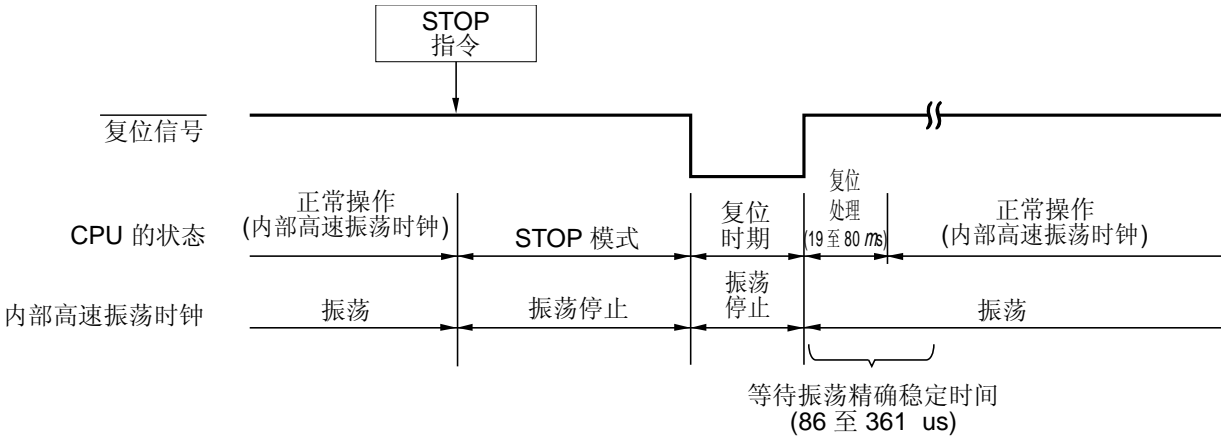 STOP
指令
复位信号
CPU 的状态
正常操作
(内部高速振荡时钟)
STOP 模式
复位
时期
复位
处理
(19 至 80 ms)
正常操作
(内部高速振荡时钟)
内部高速振荡时钟
振荡
振荡停止
振荡
停止
振荡
等待振荡精确稳定时间
(86 至 361 us)